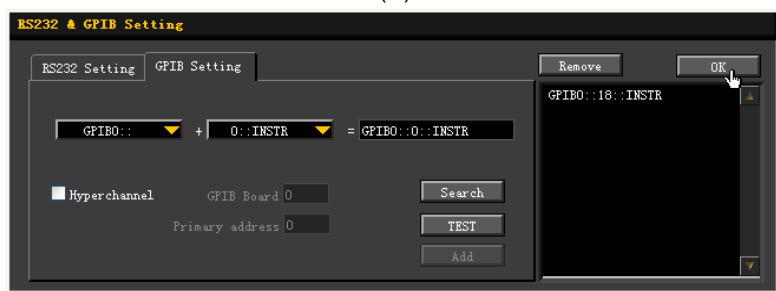 RS232 & GPIB Setting
RS232 Setting GPIB Setting
Remove OK
GPIB0::18::INSTR
GPIB0:: + 0::INSTR = GPIB0::0::INSTR
Hyperchannel GPIB Board 0 Search
Primary address 0 TEST
Add